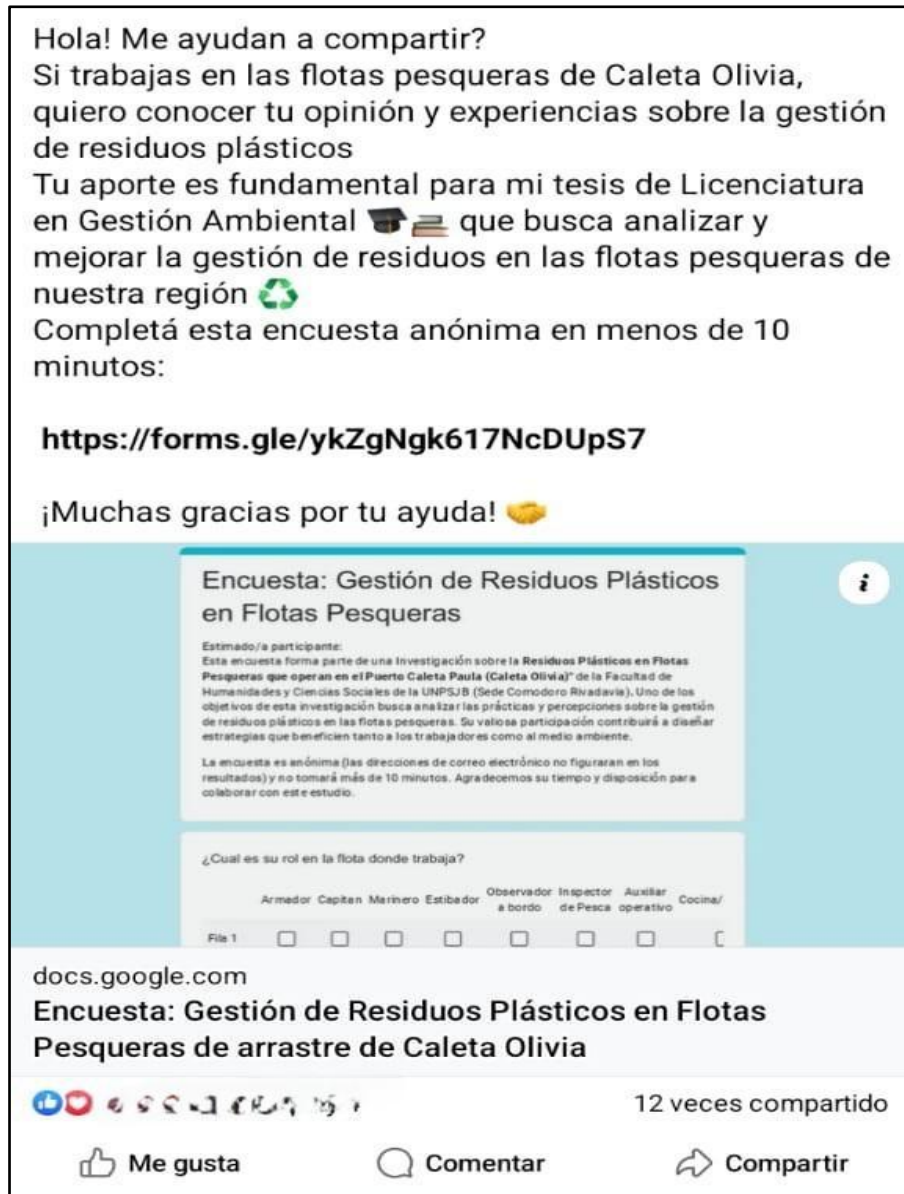 Hola! Me ayudan a compartir?
Si trabajas en las flotas pesqueras de Caleta Olivia,
quiero conocer tu opinión y experiencias sobre la gestión
de residuos plásticos
Tu aporte es fundamental para mi tesis de Licenciatura
en Gestión Ambiental 🎓📚 que busca analizar y
mejorar la gestión de residuos en las flotas pesqueras de
nuestra región ♻️
Completá esta encuesta anónima en menos de 10
minutos:
https://forms.gle/ykZgNgk617NcDUpS7
¡Muchas gracias por tu ayuda! 🤝
Encuesta: Gestión de Residuos Plásticos
en Flotas Pesqueras
Estimado/a participante:
Esta encuesta forma parte de una Investigación sobre la Residuos Plásticos en Flotas
Pesqueras que operan en el Puerto Caleta Paula (Caleta Olivia)" de la Facultad de
Humanidades y Ciencias Sociales de la UNPSJB (Sede Comodoro Rivadavia). Uno de los
objetivos de esta investigación busca analizar las prácticas y percepciones sobre la gestión
de residuos plásticos en las flotas pesqueras. Su valiosa participación contribuirá a diseñar
estrategias que beneficien tanto a los trabajadores como al medio ambiente.
La encuesta es anónima (las direcciones de correo electrónico no figuraran en los
resultados) y no tomará más de 10 minutos. Agradecemos su tiempo y disposición para
colaborar con este estudio.
¿Cual es su rol en la flota donde trabaja?
Armador Capitan Marinero Estibador Observador a bordo Inspector de Pesca Auxiliar operativo Cocina/
Fila 1
docs.google.com
Encuesta: Gestión de Residuos Plásticos en Flotas
Pesqueras de arrastre de Caleta Olivia
12 veces compartido
Me gusta Comentar Compartir